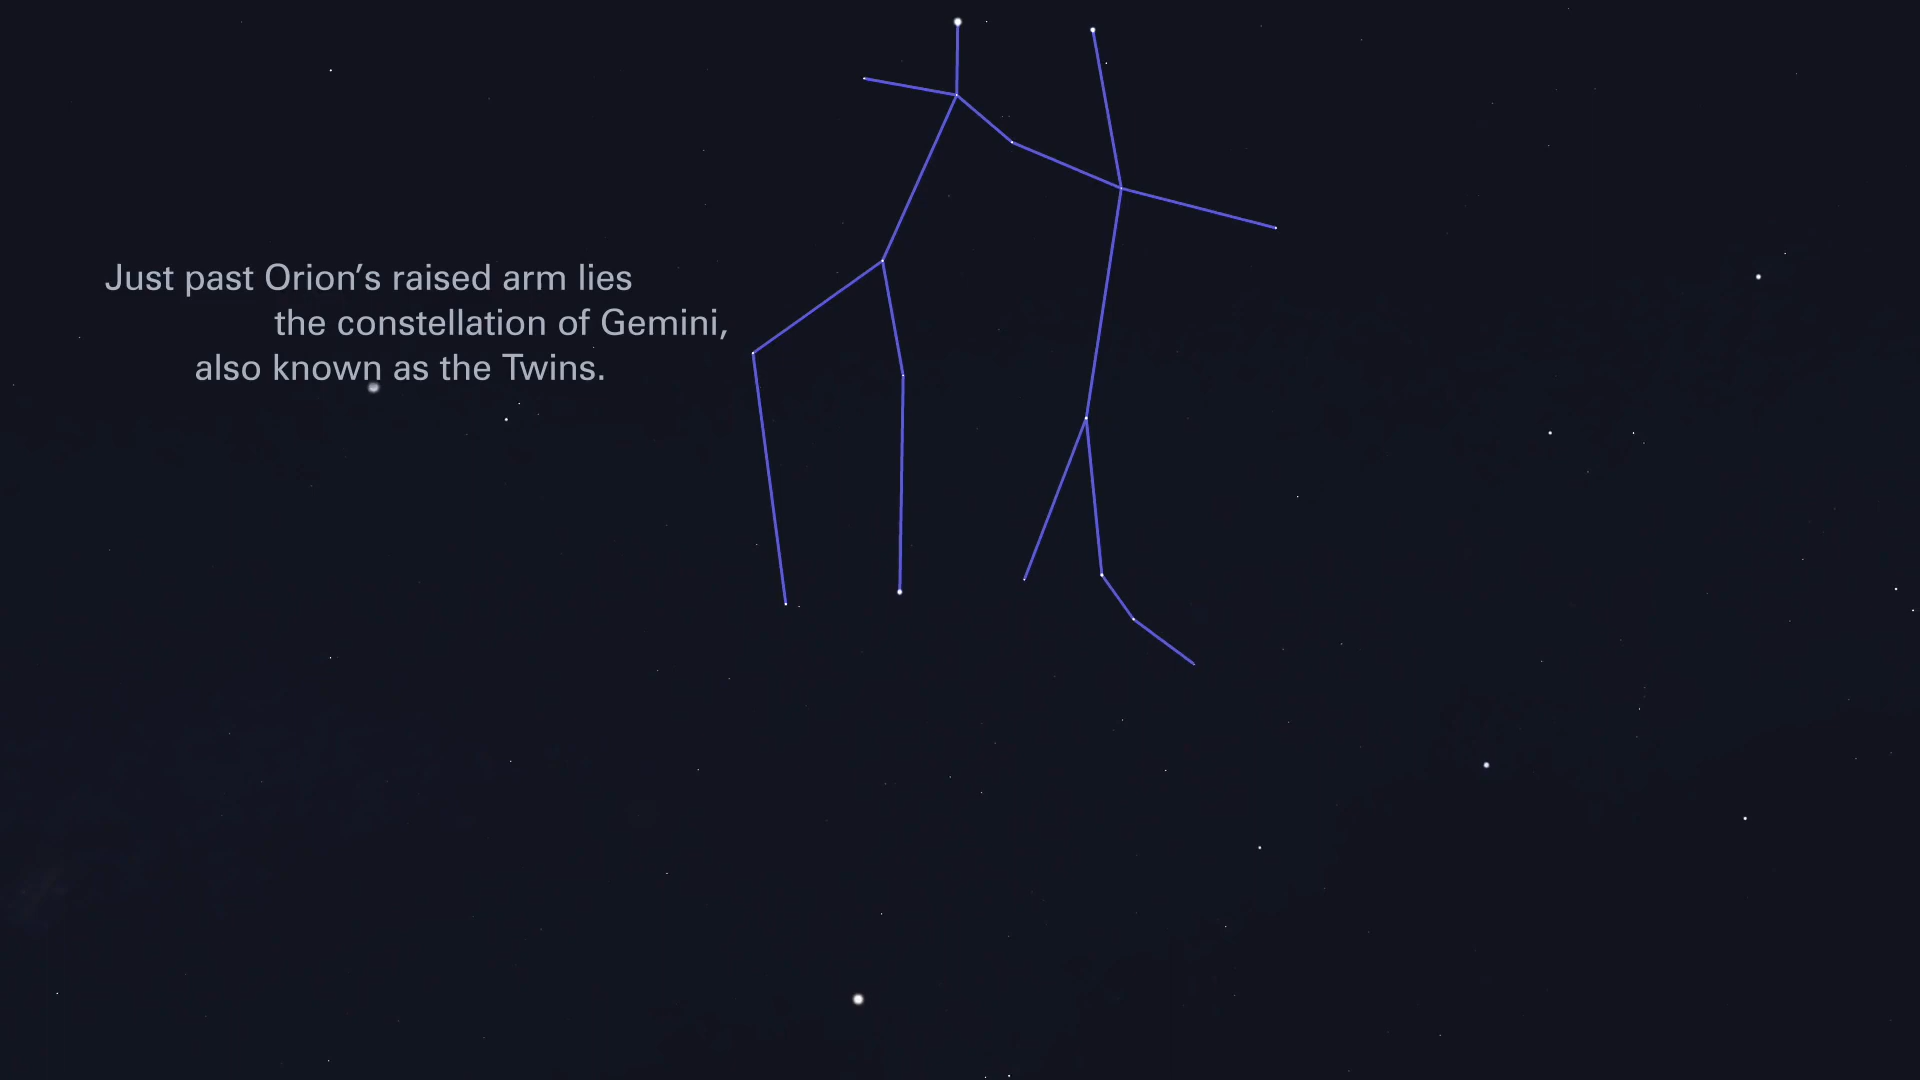 Just past Orion’s raised arm lies
the constellation of Gemini,
also known as the Twins.